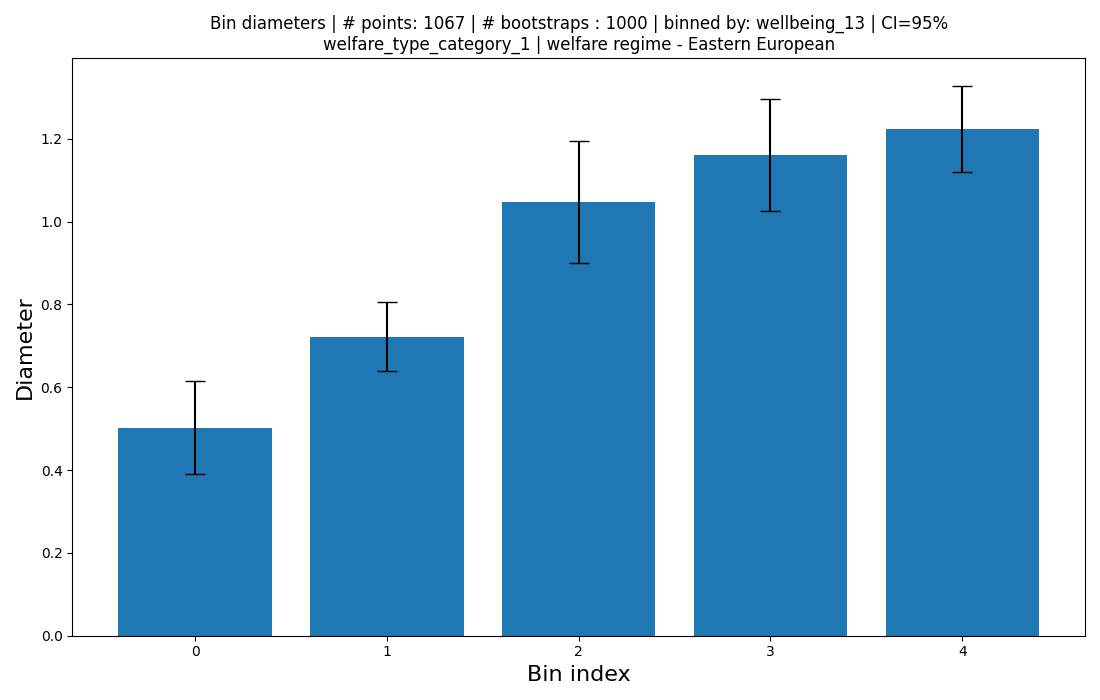 Bin diameters | # points: 1067 | # bootstraps : 1000 | binned by: wellbeing_13 | CI=95%
welfare_type_category_1 | welfare regime - Eastern European
Diameter
1.2
1.0
0.8
0.6
0.4
0.2
0.0
0 1 2 3 4
Bin index